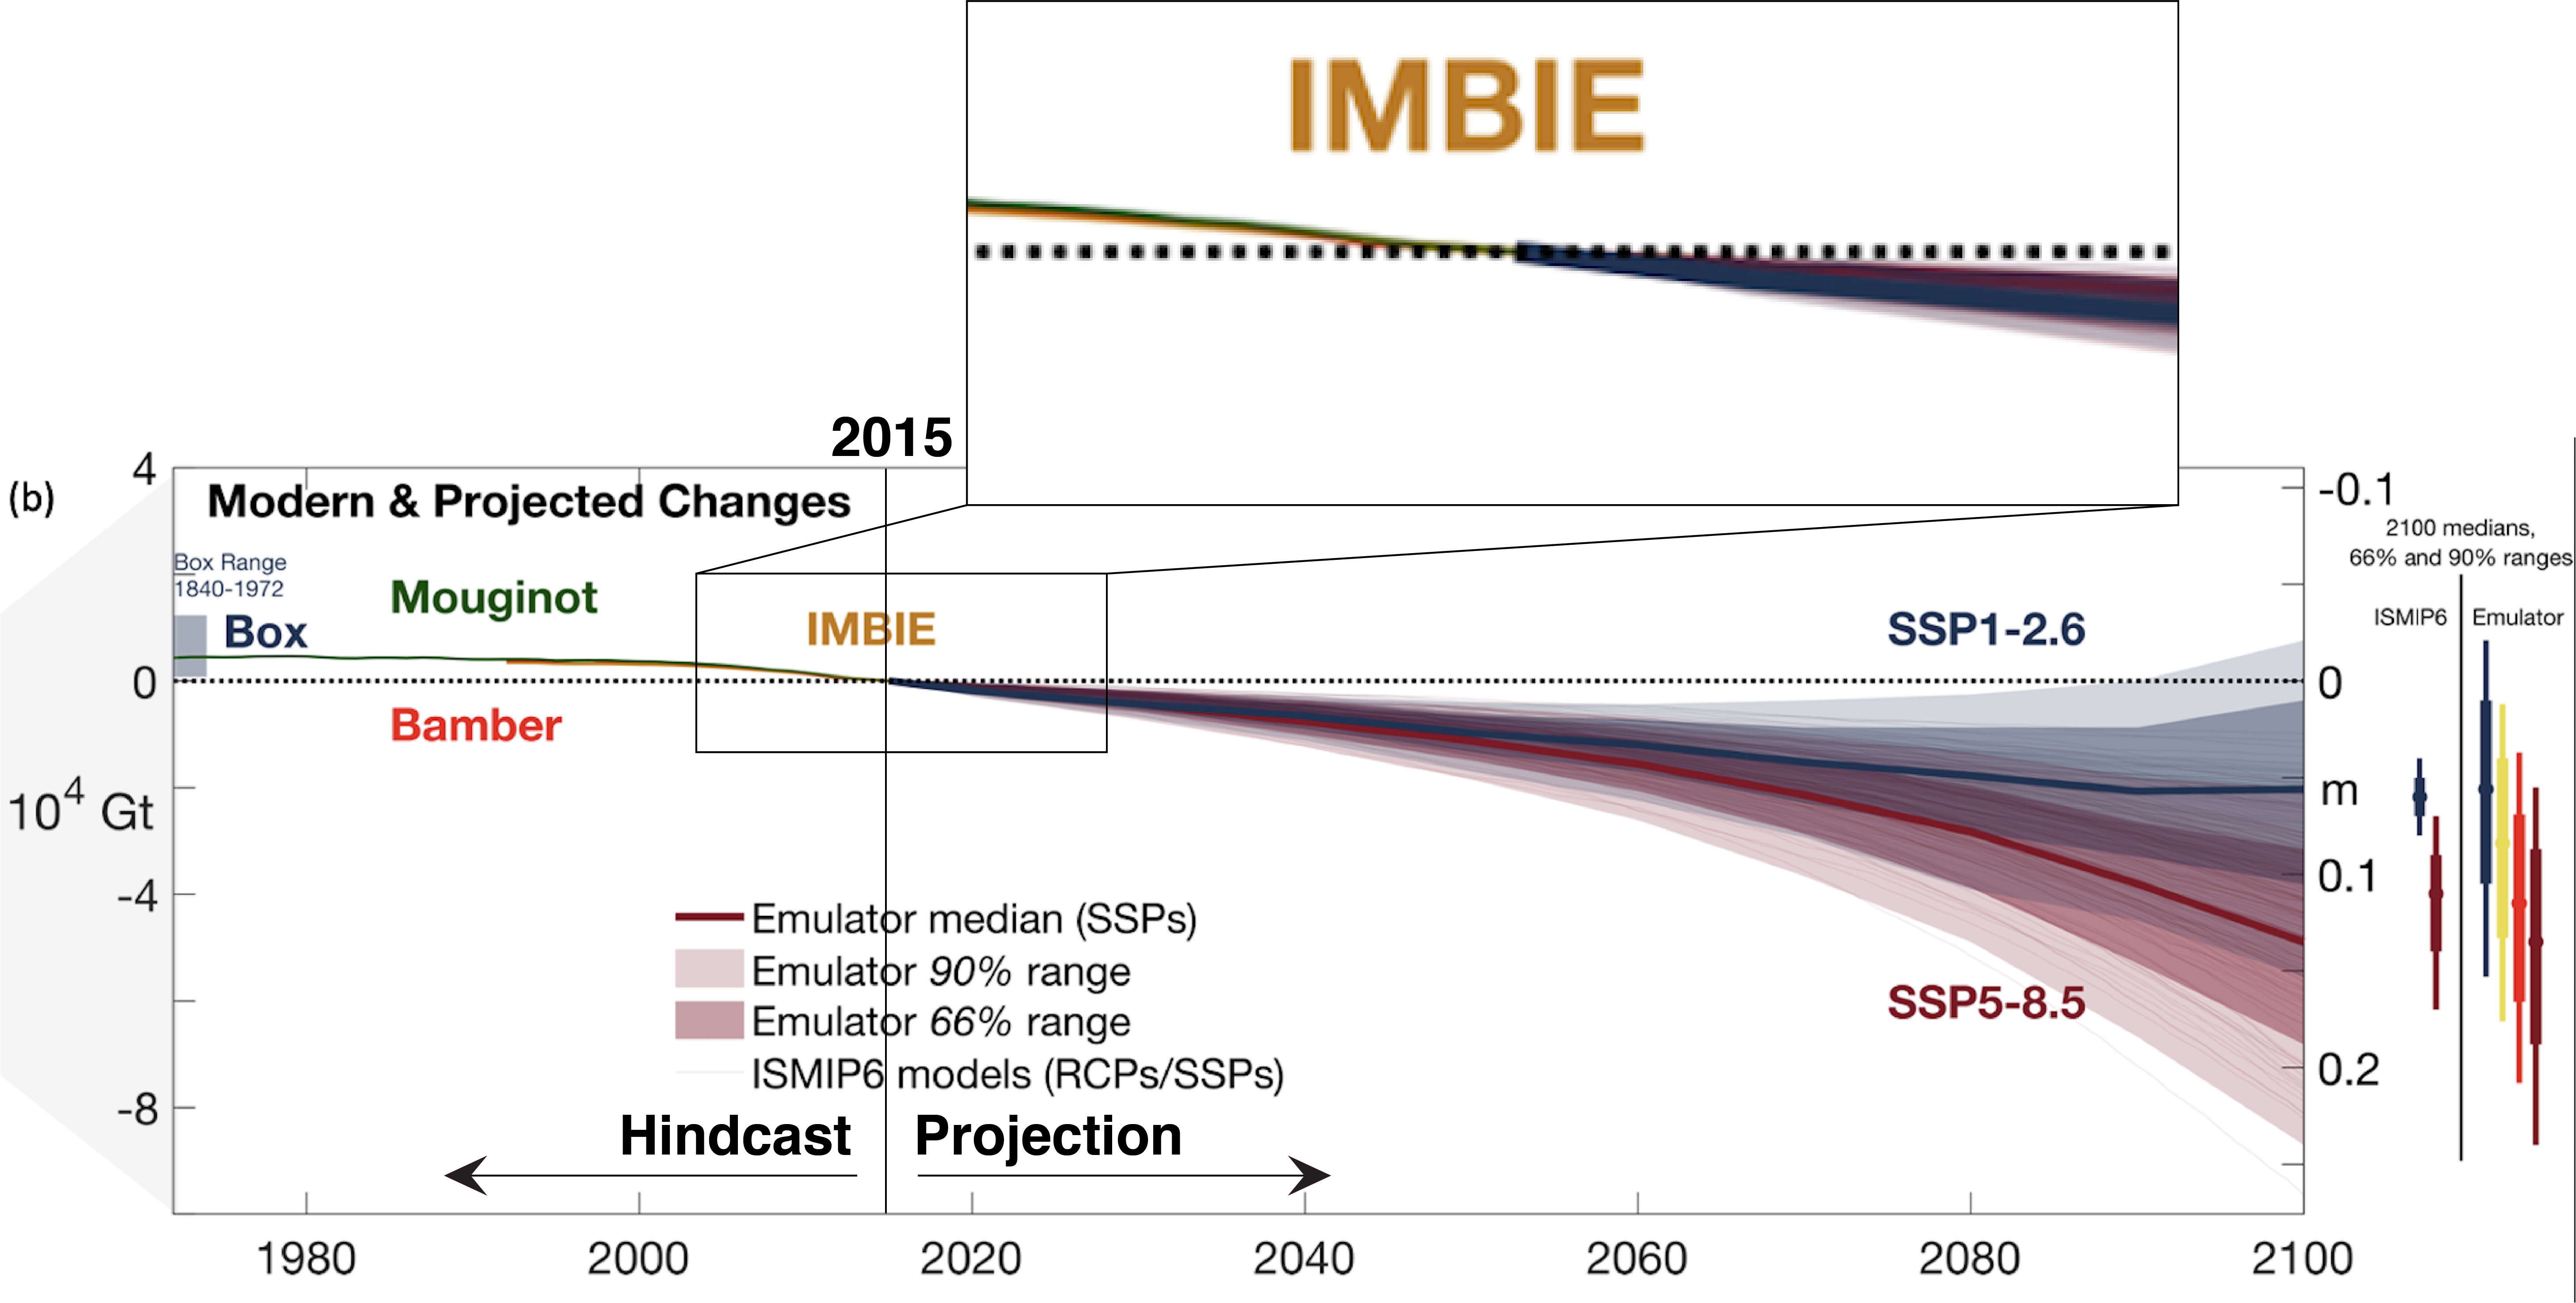 IMBIE
2015
(b)
Modern & Projected Changes
4
0
10⁴ Gt
-4
-8
Box Range
1840-1972
Box
Mouginot
IMBIE
Bamber
SSP1-2.6
SSP5-8.5
Emulator median (SSPs)
Emulator 90% range
Emulator 66% range
ISMIP6 models (RCPs/SSPs)
Hindcast
Projection
1980
2000
2020
2040
2060
2080
2100
-0.1
0
m
0.1
0.2
2100 medians,
66% and 90% ranges
ISMIP6
Emulator